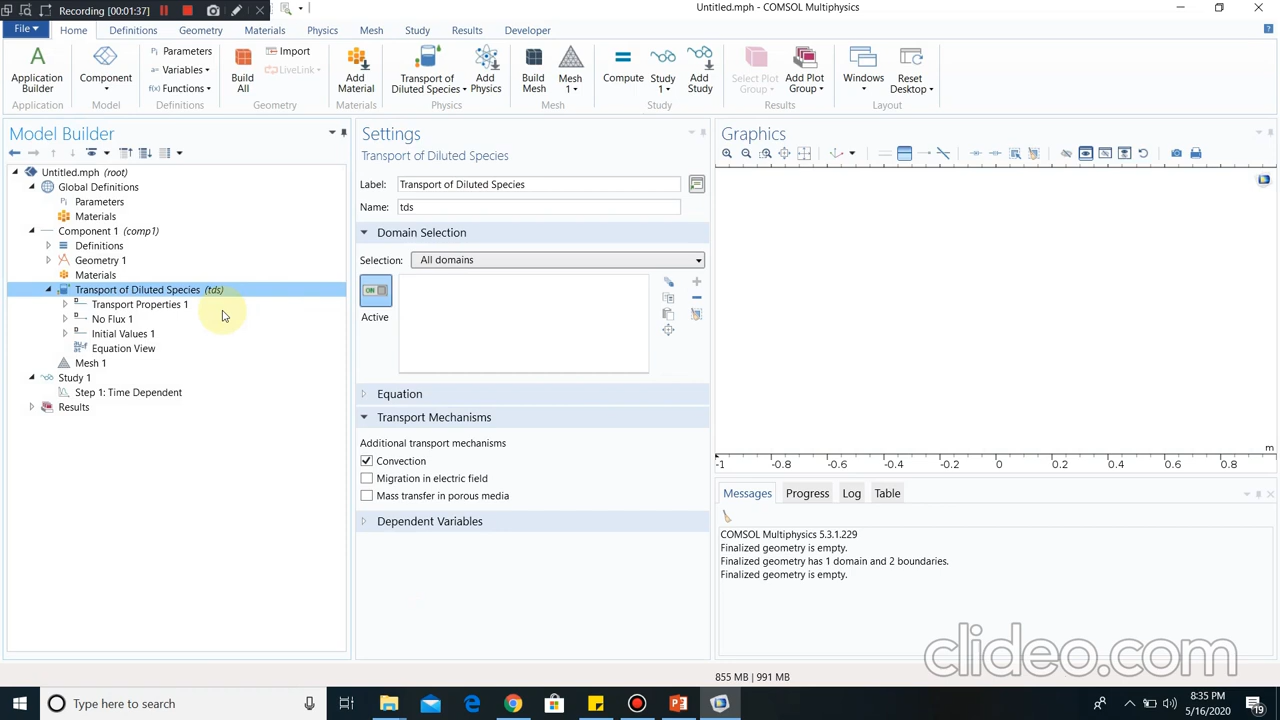 Recording [00:01:37]
Untitled.mph - COMSOL Multiphysics
File
Home
Definitions
Geometry
Materials
Physics
Mesh
Study
Results
Developer
Application Builder
Component
Parameters
Variables
Functions
Build All
Import
LiveLink
Add Material
Transport of Diluted Species
Add Physics
Build Mesh
Mesh 1
Compute
Study 1
Add Study
Select Plot Group
Add Plot Group
Windows
Reset Desktop
Application
Model
Definitions
Geometry
Materials
Physics
Mesh
Study
Results
Layout
Model Builder
Untitled.mph (root)
Global Definitions
Parameters
Materials
Component 1 (comp1)
Definitions
Geometry 1
Materials
Transport of Diluted Species (tds)
Transport Properties 1
No Flux 1
Initial Values 1
Equation View
Mesh 1
Study 1
Step 1: Time Dependent
Results
Settings
Transport of Diluted Species
Label: Transport of Diluted Species
Name: tds
Domain Selection
Selection: All domains
ON
Active
Equation
Transport Mechanisms
Additional transport mechanisms
Convection
Migration in electric field
Mass transfer in porous media
Dependent Variables
Graphics
m
-1 -0.8 -0.6 -0.4 -0.2 0 0.2 0.4 0.6 0.8
Messages Progress Log Table
COMSOL Multiphysics 5.3.1.229
Finalized geometry is empty.
Finalized geometry has 1 domain and 2 boundaries.
Finalized geometry is empty.
clideo.com
855 MB | 991 MB
Type here to search
8:35 PM
5/16/2020
19